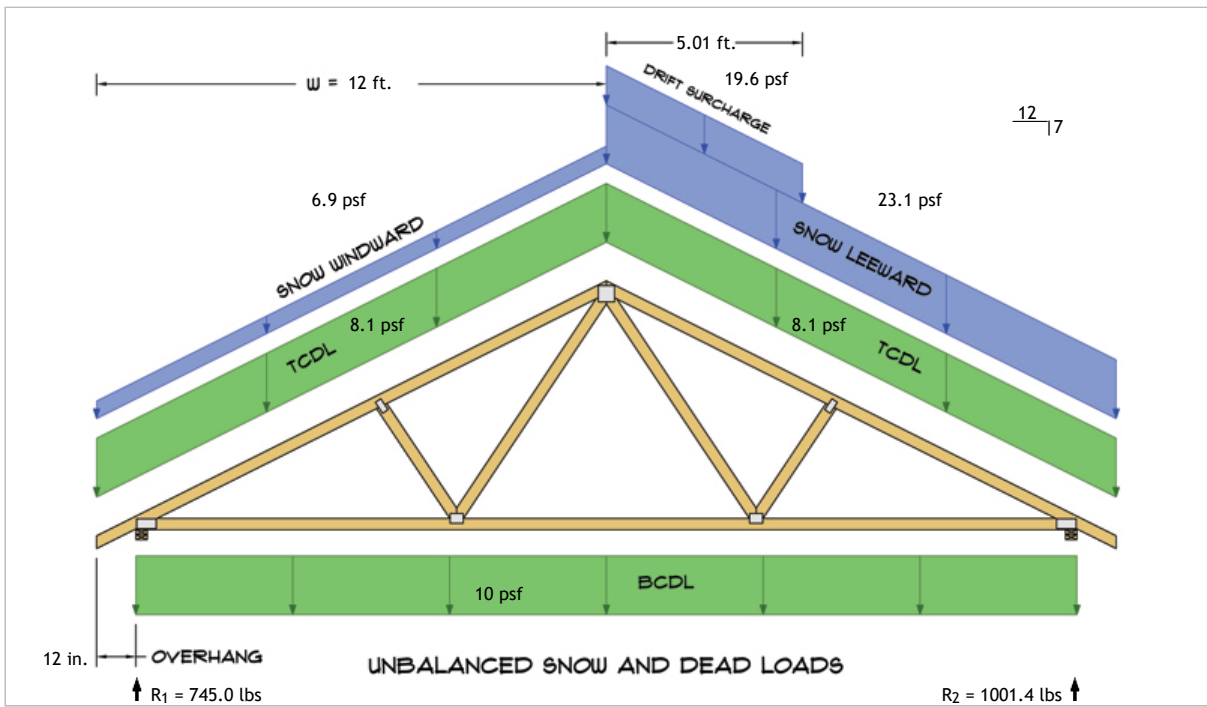 5.01 ft.
W = 12 ft.
DRIFT SURCHARGE
19.6 psf
12
7
6.9 psf
23.1 psf
SNOW WINDWARD
SNOW LEEWARD
8.1 psf
8.1 psf
TCDL
TCDL
10 psf
BCDL
12 in.
OVERHANG
UNBALANCED SNOW AND DEAD LOADS
R1 = 745.0 lbs
R2 = 1001.4 lbs